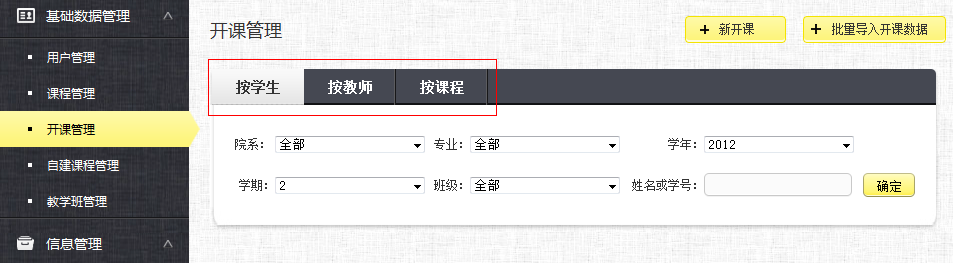 基础数据管理
用户管理
课程管理
开课管理
自建课程管理
教学班管理
信息管理
开课管理
+ 新开课
+ 批量导入开课数据
按学生 按教师 按课程
院系： 全部 专业： 全部 学年： 2012
学期： 2 班级： 全部 姓名或学号： 确定